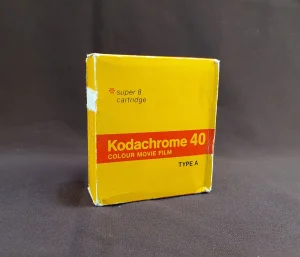 super 8
cartridge
Kodachrome 40
COLOUR MOVIE FILM
TYPE A